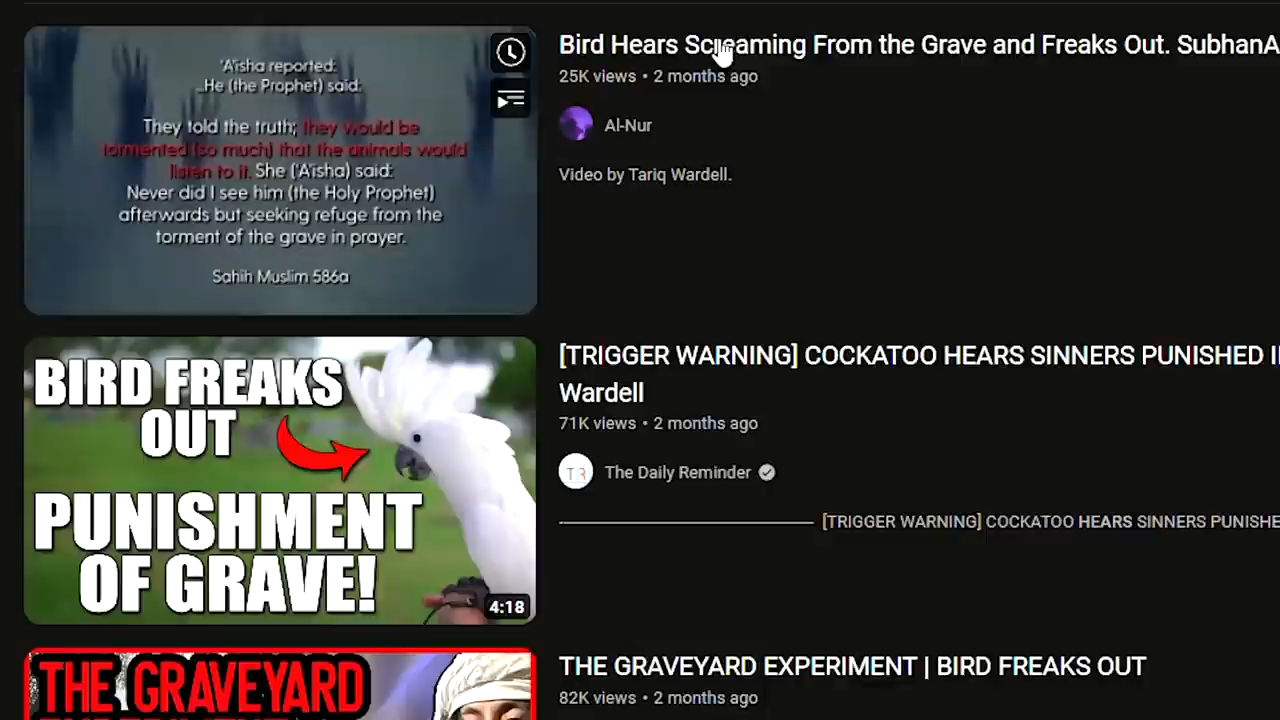 'A'isha reported:
..He (the Prophet) said:
They told the truth; they would be
tormented (so much) that the animals would
listen to it. She ('A'isha) said:
Never did I see him (the Holy Prophet)
afterwards but seeking refuge from the
torment of the grave in prayer.
Sahih Muslim 586a
Bird Hears Screaming From the Grave and Freaks Out. SubhanA
25K views • 2 months ago
Al-Nur
Video by Tariq Wardell.
BIRD FREAKS
OUT
PUNISHMENT
OF GRAVE!
4:18
[TRIGGER WARNING] COCKATOO HEARS SINNERS PUNISHED I
Wardell
71K views • 2 months ago
TR
The Daily Reminder
[TRIGGER WARNING] COCKATOO HEARS SINNERS PUNISHE
THE GRAVEYARD
THE GRAVEYARD EXPERIMENT | BIRD FREAKS OUT
82K views • 2 months ago